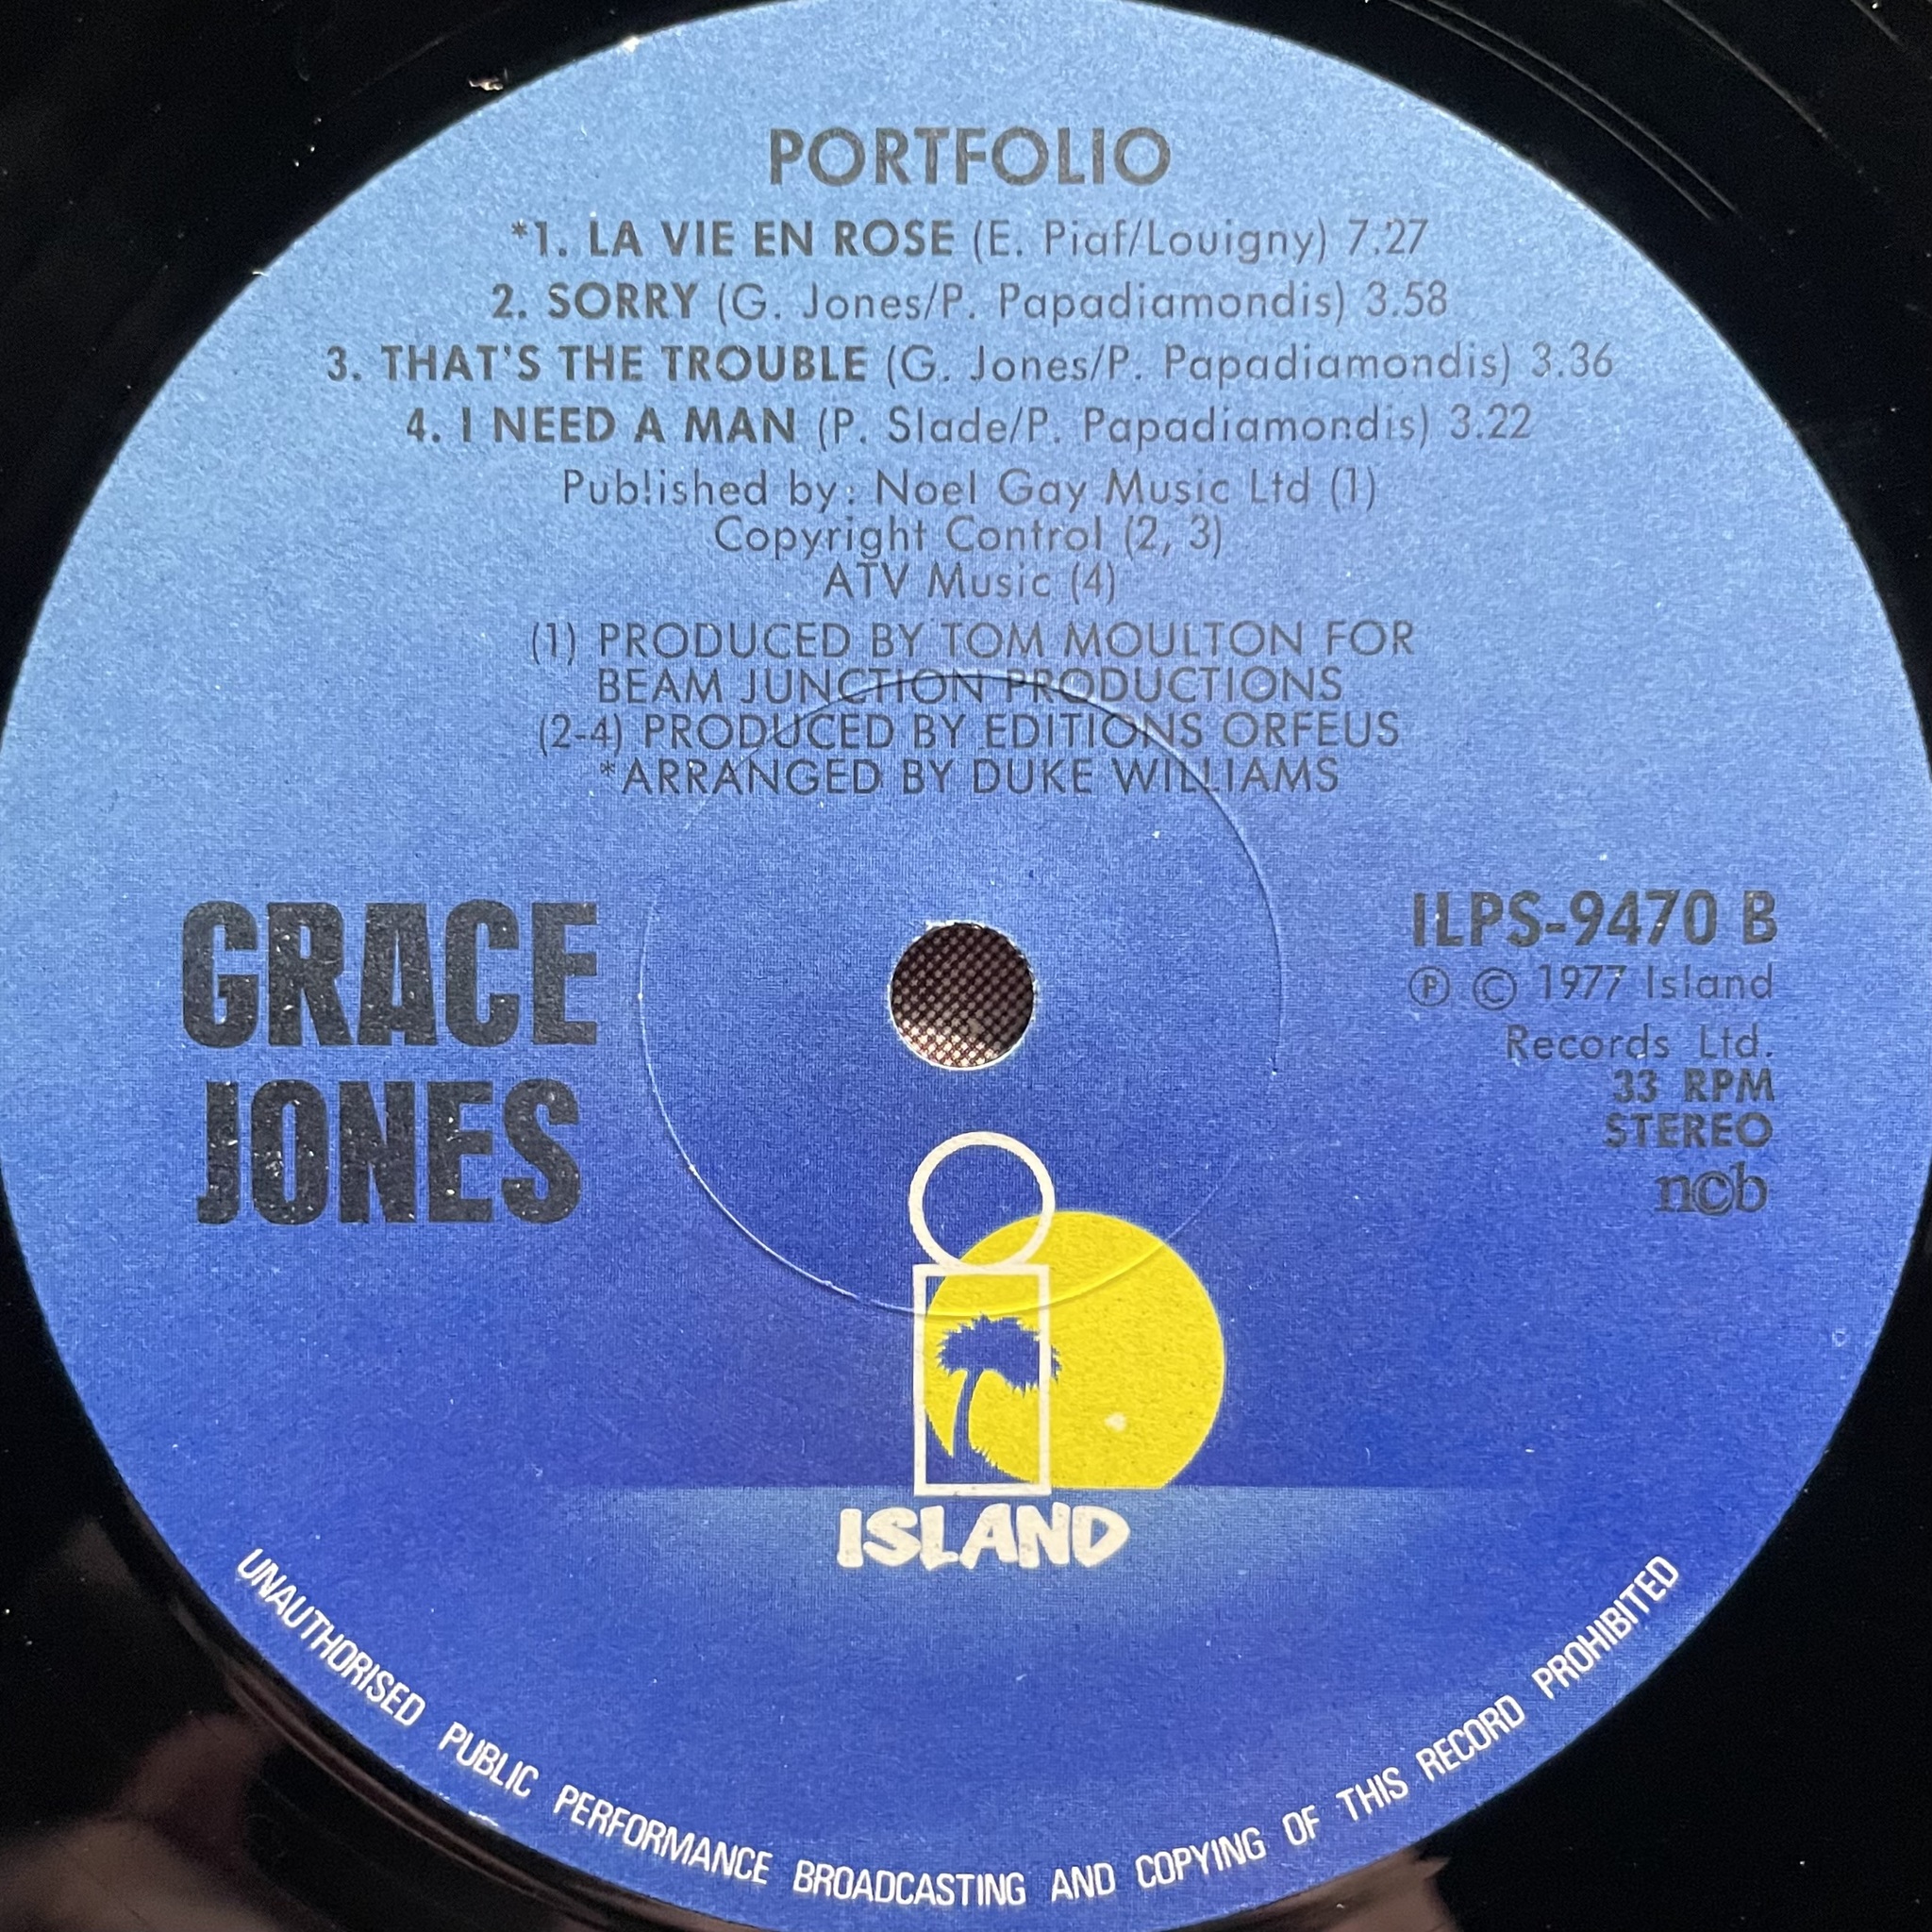 PORTFOLIO
*1. LA VIE EN ROSE (E. Piaf/Louigny) 7.27
2. SORRY (G. Jones/P. Papadiamondis) 3.58
3. THAT'S THE TROUBLE (G. Jones/P. Papadiamondis) 3.36
4. I NEED A MAN (P. Slade/P. Papadiamondis) 3.22
Published by: Noel Gay Music Ltd (1)
Copyright Control (2, 3)
ATV Music (4)
(1) PRODUCED BY TOM MOULTON FOR
BEAM JUNCTION PRODUCTIONS
(2-4) PRODUCED BY EDITIONS ORFEUS
*ARRANGED BY DUKE WILLIAMS
GRACE
JONES
ILPS-9470 B
Ⓟ © 1977 Island
Records Ltd.
33 RPM
STEREO
n©b
ISLAND
UNAUTHORISED PUBLIC PERFORMANCE BROADCASTING AND COPYING OF THIS RECORD PROHIBITED